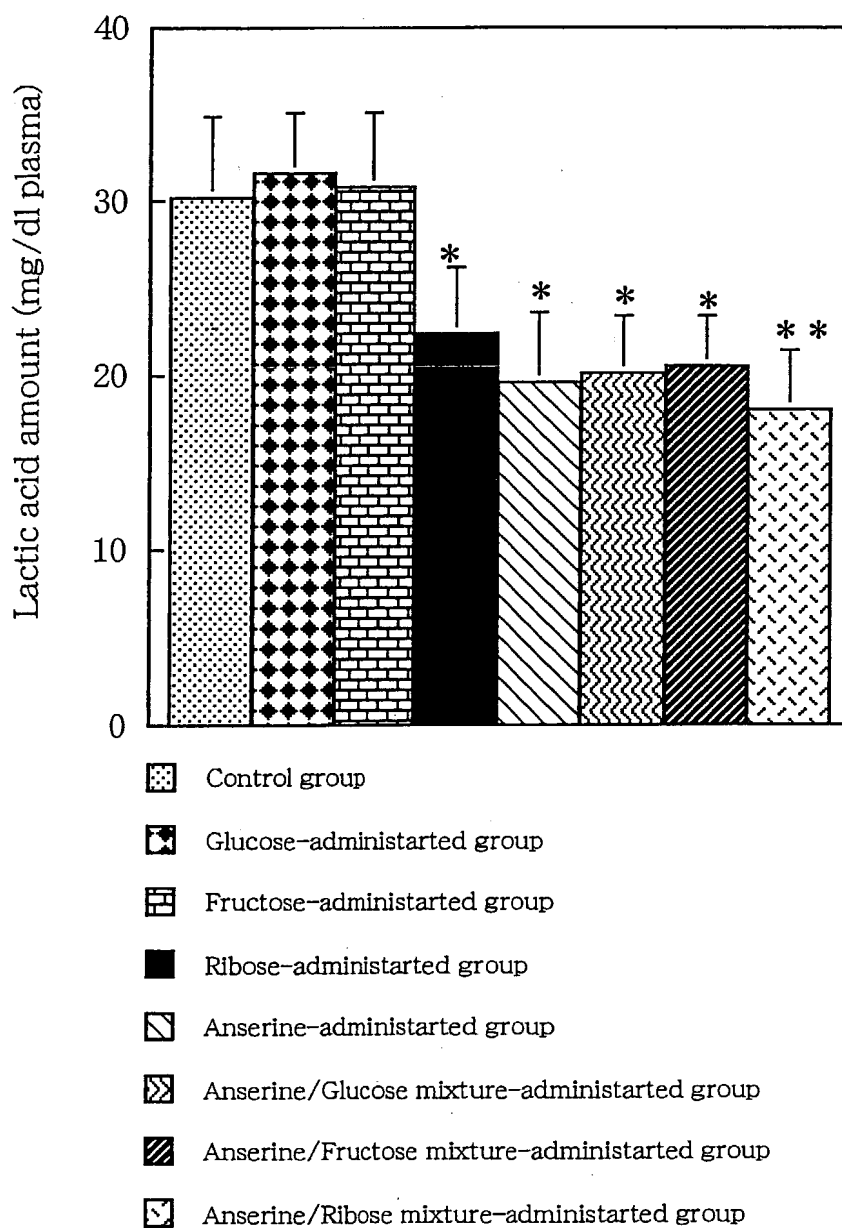 40
30
20
10
0
Lactic acid amount (mg/dl plasma)
*
*
*
*
* *
Control group
Glucose-administarted group
Fructose-administarted group
Ribose-administarted group
Anserine-administarted group
Anserine/Glucose mixture-administarted group
Anserine/Fructose mixture-administarted group
Anserine/Ribose mixture-administarted group